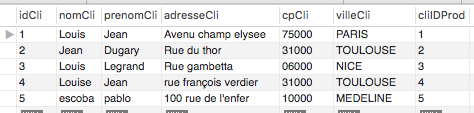 idCli nomCli prenomCli adresseCli cpCli villeCli cliIDProd
1 Louis Jean Avenu champ elysee 75000 PARIS 1
2 Jean Dugary Rue du thor 31000 TOULOUSE 2
3 Louis Legrand Rue gambetta 06000 NICE 3
4 Louise Jean rue françois verdier 31000 TOULOUSE 4
5 escoba pablo 100 rue de l'enfer 10000 MEDELINE 5